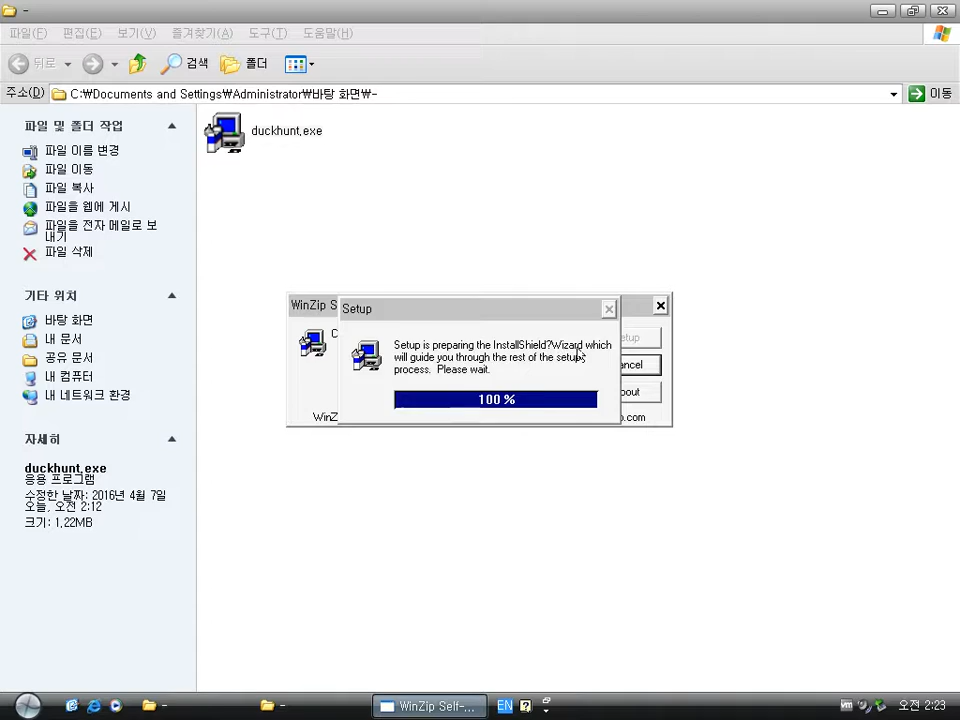 -
파일(F) 편집(E) 보기(V) 즐겨찾기(A) 도구(T) 도움말(H)
뒤로 검색 폴더
주소(D) C:₩Documents and Settings₩Administrator₩바탕 화면₩- 이동
파일 및 폴더 작업
파일 이름 변경
파일 이동
파일 복사
파일을 웹에 게시
파일을 전자 메일로 보
내기
파일 삭제
기타 위치
바탕 화면
내 문서
공유 문서
내 컴퓨터
내 네트워크 환경
자세히
duckhunt.exe
응용 프로그램
수정한 날짜: 2016년 4월 7일
오늘, 오전 2:12
크기: 1.22MB
duckhunt.exe
WinZip S
C
etup
ancel
bout
WinZ
o.com
Setup
Setup is preparing the InstallShield?Wizard which
will guide you through the rest of the setup
process. Please wait.
100 %
- - WinZip Self-... EN 오전 2:23